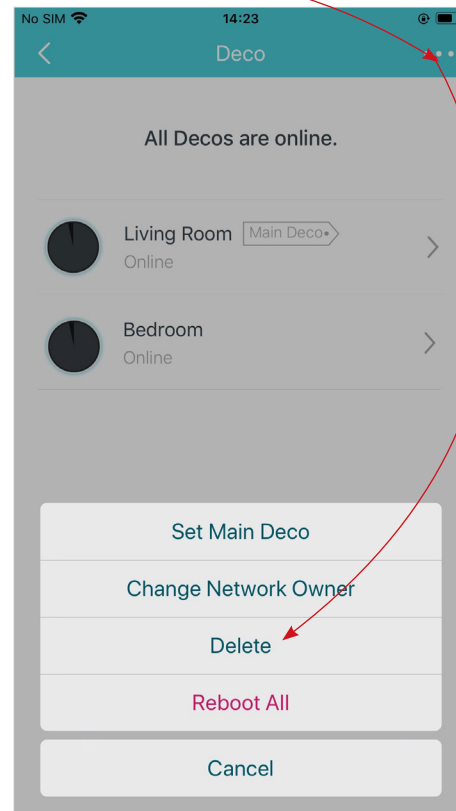 No SIM 14:23
Deco
All Decos are online.
Living Room Main Deco
Online
Bedroom
Online
Set Main Deco
Change Network Owner
Delete
Reboot All
Cancel